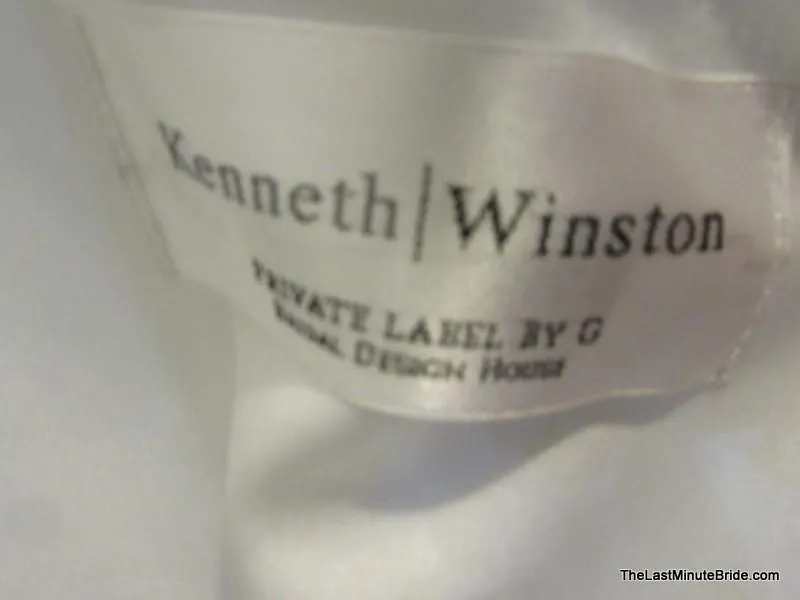 Kenneth|Winston
PRIVATE LABEL BY G
BRIDAL DESIGN HOUSE
TheLastMinuteBride.com